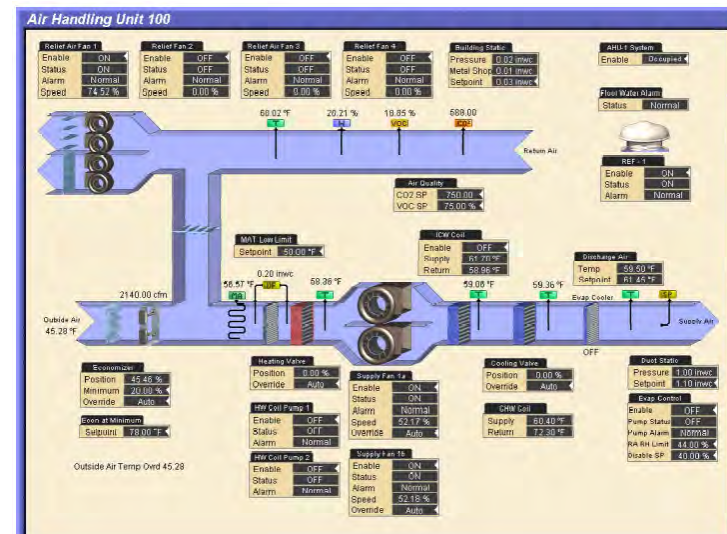 Air Handling Unit 100
Relief Air Fan 1
Enable ON
Status ON
Alarm Normal
Speed 74.52 %
Relief Fan 2
Enable OFF
Status OFF
Alarm Normal
Speed 0.00 %
Relief Air Fan 3
Enable OFF
Status OFF
Alarm Normal
Speed 0.00 %
Relief Fan 4
Enable OFF
Status OFF
Alarm Normal
Speed 0.00 %
Building Static
Pressure 0.02 inwc
Metal Shop 0.01 inwc
Setpoint 0.03 inwc
AHU-1 System
Enable Occupied
Floor Water Alarm
Status Normal
REF - 1
Enable ON
Status ON
Alarm Normal
20.21 %
VOC
CO2
Return Air
Air Quality
CO2 SP 750.00
VOC SP 75.00 %
MAT Low Limit
Setpoint 50.00 °F
ICW Coil
Enable OFF
Supply 61.70 °F
Return 58.96 °F
Discharge Air
Temp 59.50 °F
Setpoint 61.45 °F
2140.00 cfm
56.57 °F
0.20 inwc
58.36 °F
59.06 °F
59.36 °F
Evap Cooler
OFF
Outside Air
45.28 °F
Supply Air
Economizer
Position 45.46 %
Minimum 20.00 %
Override Auto
Econ at Minimum
Setpoint 78.00 °F
Outside Air Temp Ovrd 45.28
Heating Valve
Position 0.00 %
Override Auto
HW Coil Pump 1
Enable OFF
Status OFF
Alarm Normal
HW Coil Pump 2
Enable OFF
Status OFF
Alarm Normal
Supply Fan 1a
Enable ON
Status ON
Alarm Normal
Speed 52.17 %
Override Auto
Supply Fan 1b
Enable ON
Status ON
Alarm Normal
Speed 52.18 %
Override Auto
Cooling Valve
Position 0.00 %
Override Auto
CHW Coil
Supply 60.40 °F
Return 72.30 °F
Duct Static
Pressure 1.00 inwc
Setpoint 1.10 inwc
Evap Control
Enable OFF
Pump Status OFF
Pump Alarm Normal
RA RH Limit 44.00 %
Disable SP 40.00 %